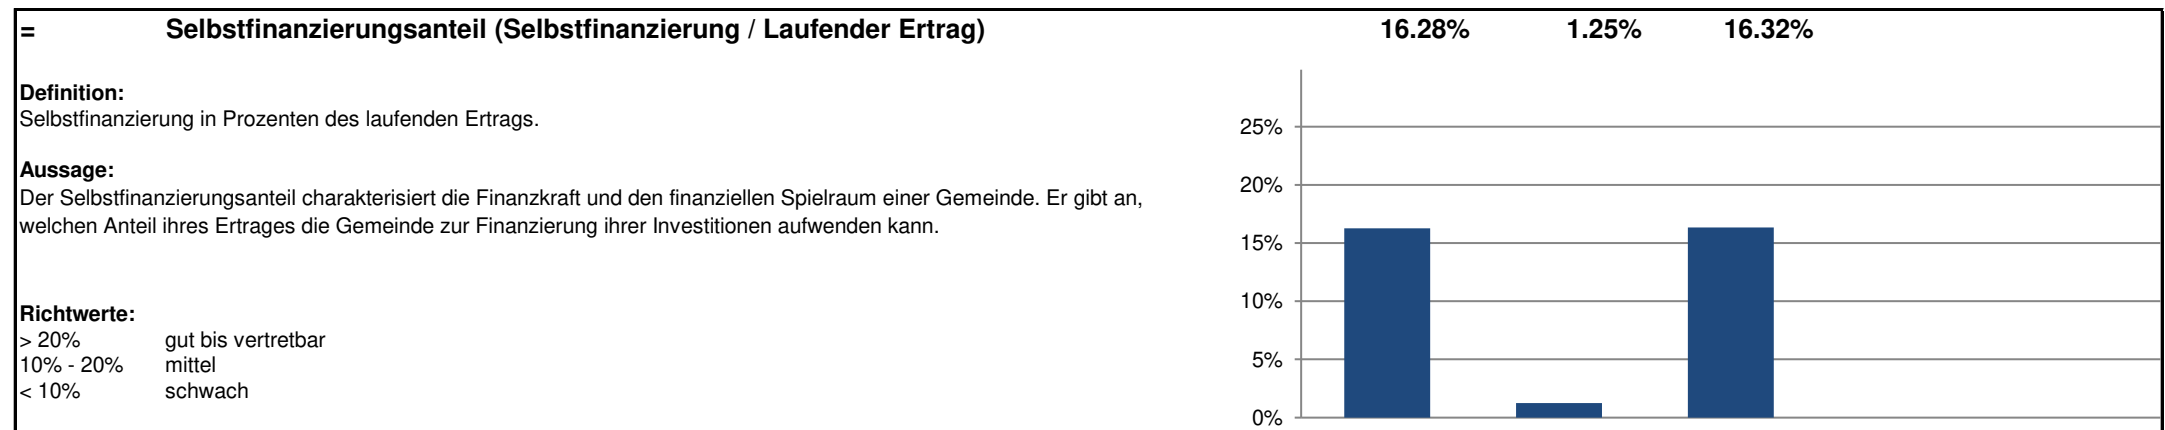 = Selbstfinanzierungsanteil (Selbstfinanzierung / Laufender Ertrag) 16.28% 1.25% 16.32%
Definition:
Selbstfinanzierung in Prozenten des laufenden Ertrags.
Aussage:
Der Selbstfinanzierungsanteil charakterisiert die Finanzkraft und den finanziellen Spielraum einer Gemeinde. Er gibt an,
welchen Anteil ihres Ertrages die Gemeinde zur Finanzierung ihrer Investitionen aufwenden kann.
Richtwerte:
> 20% gut bis vertretbar
10% - 20% mittel
< 10% schwach
25%
20%
15%
10%
5%
0%